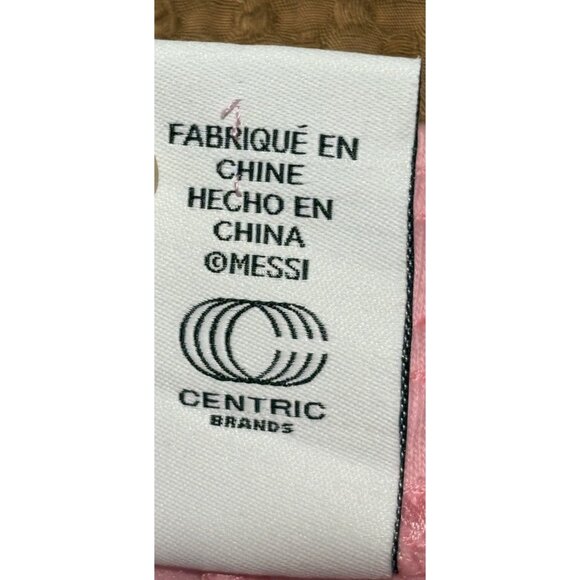 FABRIQUÉ EN
CHINE
HECHO EN
CHINA
©MESSI
CENTRIC
BRANDS